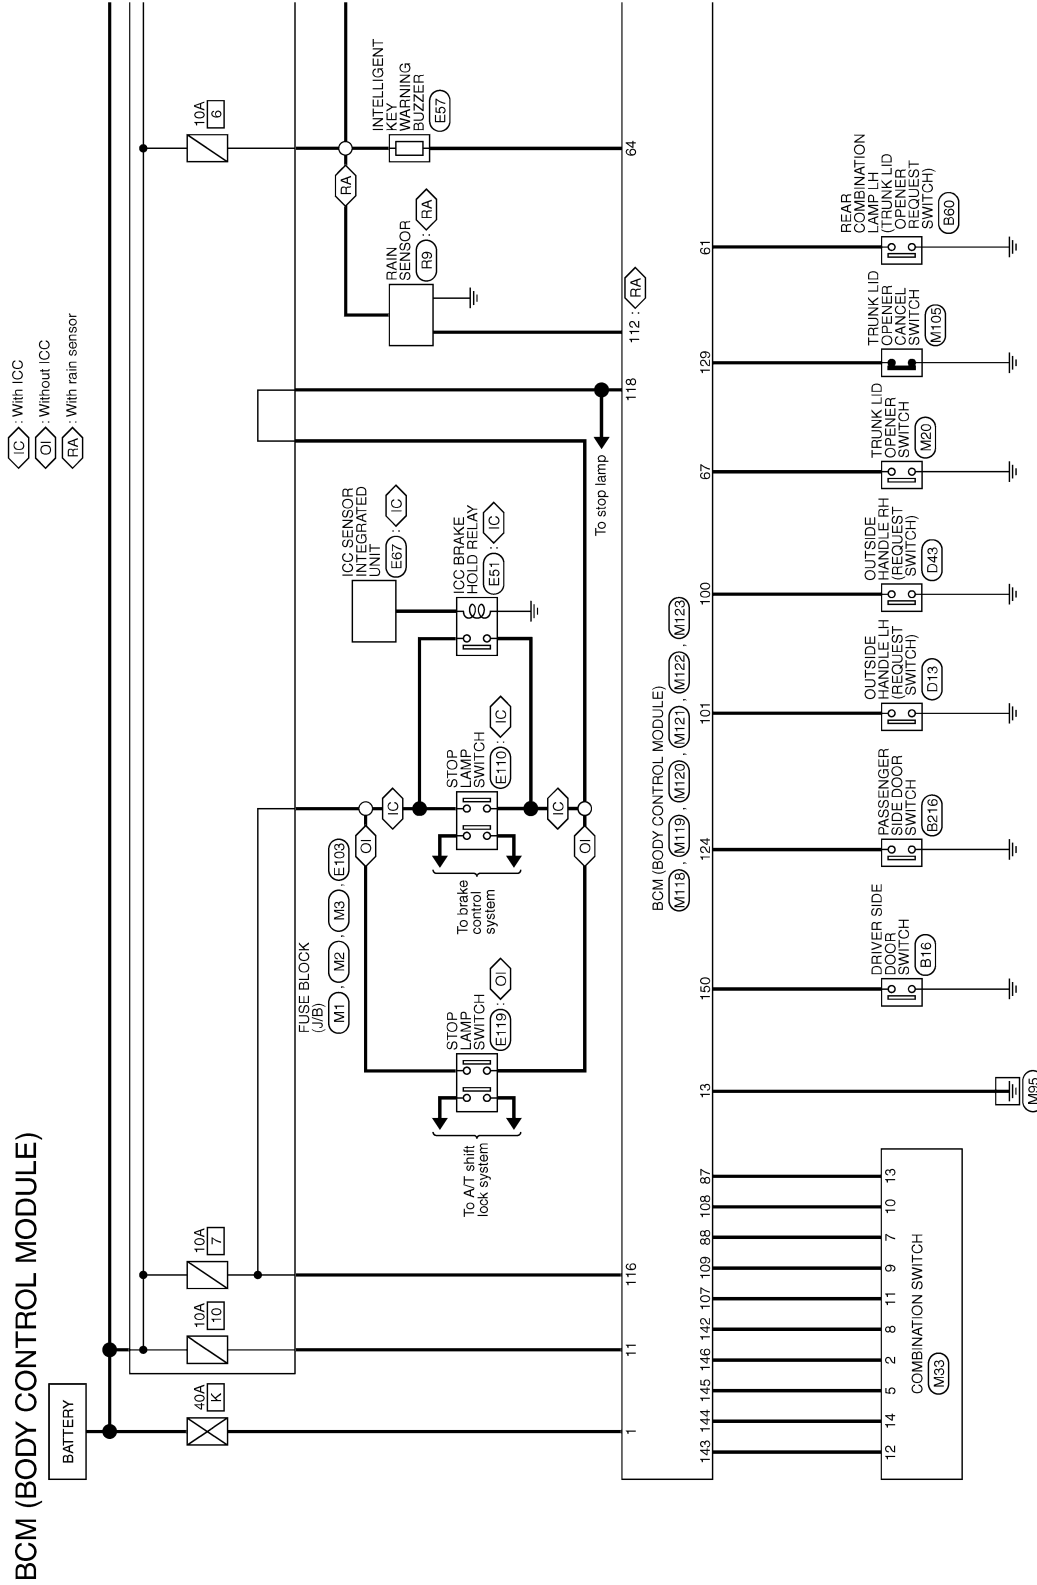 BCM (BODY CONTROL MODULE)
IC : With ICC
OI : Without ICC
RA : With rain sensor
BATTERY
40A
K
10A
10
10A
7
10A
6
FUSE BLOCK
(J/B)
M1 , M2 , M3 , E103
To A/T shift
lock system
STOP
LAMP
SWITCH
E119 : OI
OI
IC
To brake
control
system
STOP
LAMP
SWITCH
E110 : IC
IC
OI
ICC SENSOR
INTEGRATED
UNIT
E67 : IC
ICC BRAKE
HOLD RELAY
E51 : IC
To stop lamp
RAIN
SENSOR
R9 : RA
RA
INTELLIGENT
KEY
WARNING
BUZZER
E57
1
11
116
118
112 : RA
64
BCM (BODY CONTROL MODULE)
M118 , M119 , M120 , M121 , M122 , M123
143
144
145
146
142
107
109
88
108
87
13
150
124
101
100
67
129
61
12
14
5
2
8
11
9
7
10
13
COMBINATION SWITCH
M33
M95
DRIVER SIDE
DOOR
SWITCH
B16
PASSENGER
SIDE DOOR
SWITCH
B216
OUTSIDE
HANDLE LH
(REQUEST
SWITCH)
D13
OUTSIDE
HANDLE RH
(REQUEST
SWITCH)
D43
TRUNK LID
OPENER
SWITCH
M20
TRUNK LID
OPENER
CANCEL
SWITCH
M105
REAR
COMBINATION
LAMP LH
(TRUNK LID
OPENER
REQUEST
SWITCH)
B60